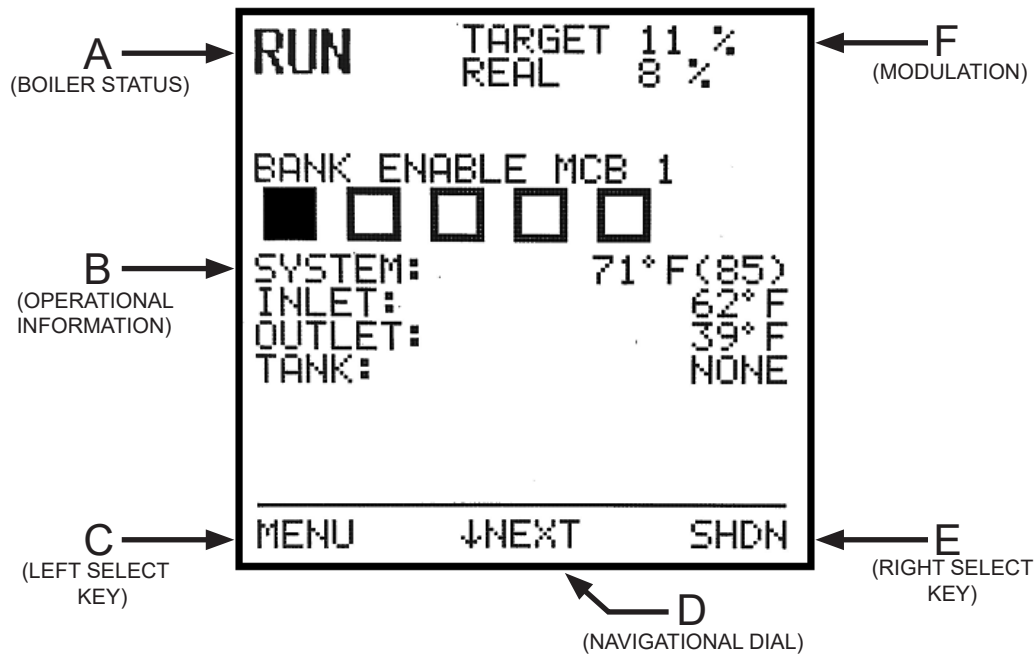 A
(BOILER STATUS)
RUN
TARGET 11 %
REAL 8 %
F
(MODULATION)
BANK ENABLE MCB 1
B
(OPERATIONAL
INFORMATION)
SYSTEM: 71°F(85)
INLET: 62°F
OUTLET: 39°F
TANK: NONE
C
(LEFT SELECT
KEY)
MENU ↓NEXT SHDN
E
(RIGHT SELECT
KEY)
D
(NAVIGATIONAL DIAL)